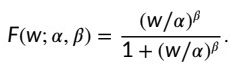 F(w; α, β) = (w/α)^β / 1 + (w/α)^β .